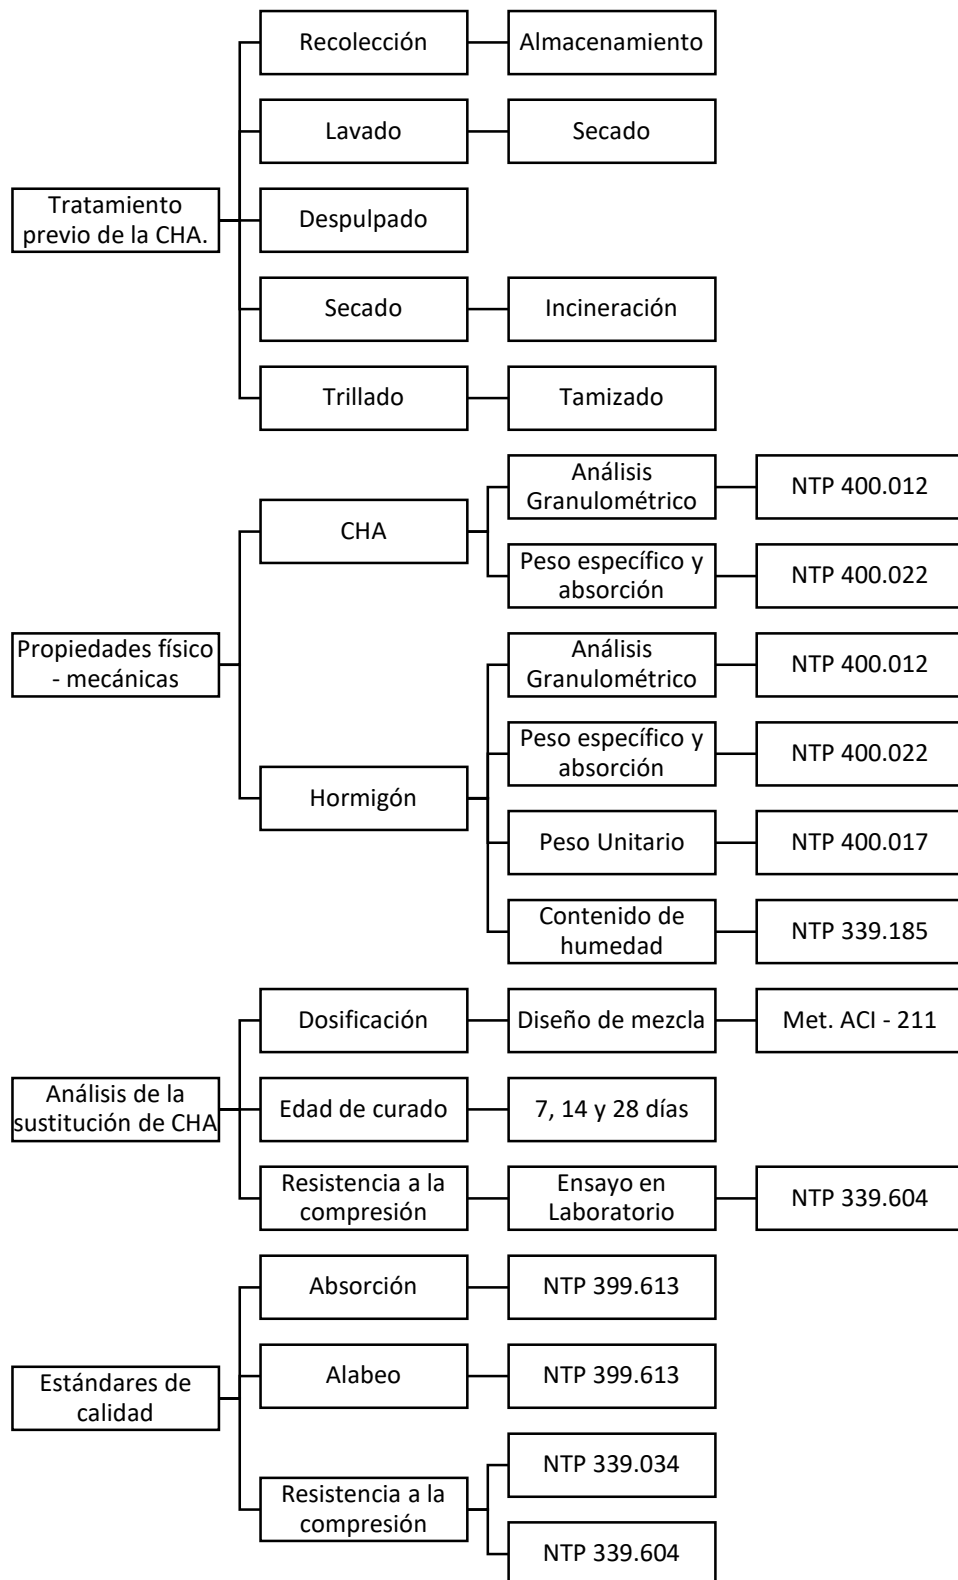 Recolección
Almacenamiento
Lavado
Secado
Tratamiento
previo de la CHA.
Despulpado
Secado
Incineración
Trillado
Tamizado
Análisis
Granulométrico
NTP 400.012
CHA
Peso específico y
absorción
NTP 400.022
Propiedades físico
- mecánicas
Análisis
Granulométrico
NTP 400.012
Peso específico y
absorción
NTP 400.022
Hormigón
Peso Unitario
NTP 400.017
Contenido de
humedad
NTP 339.185
Dosificación
Diseño de mezcla
Met. ACI - 211
Análisis de la
sustitución de CHA
Edad de curado
7, 14 y 28 días
Resistencia a la
compresión
Ensayo en
Laboratorio
NTP 339.604
Absorción
NTP 399.613
Estándares de
calidad
Alabeo
NTP 399.613
Resistencia a la
compresión
NTP 339.034
NTP 339.604